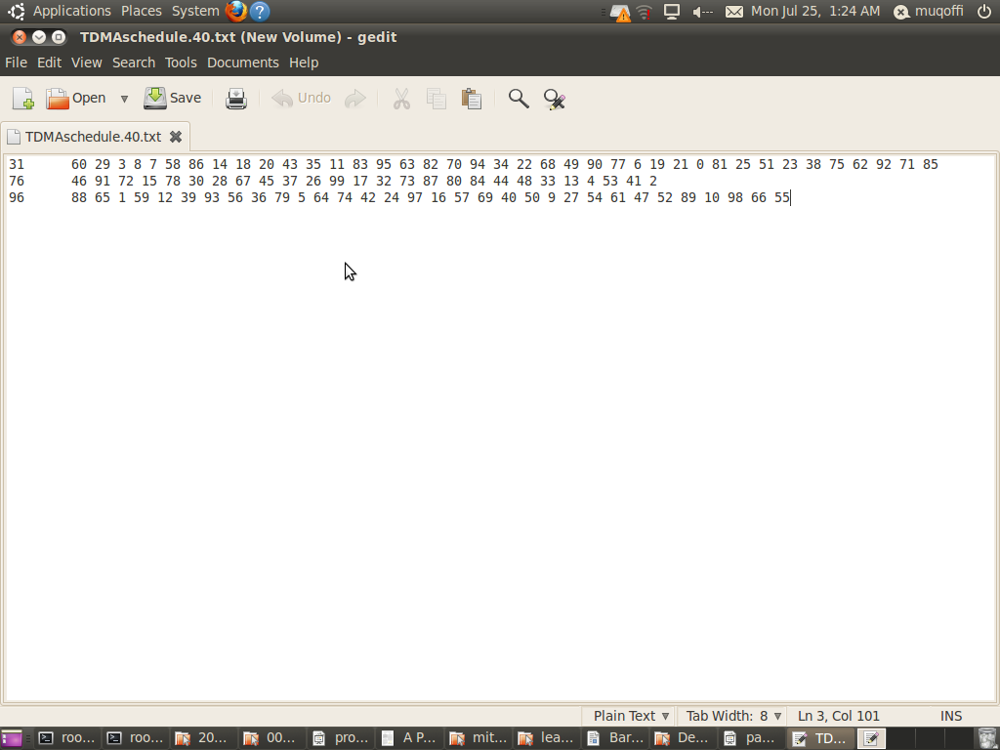 Applications Places System Mon Jul 25, 1:24 AM muqoffi
TDMAschedule.40.txt (New Volume) - gedit
File Edit View Search Tools Documents Help
Open Save Undo
TDMAschedule.40.txt
31 60 29 3 8 7 58 86 14 18 20 43 35 11 83 95 63 82 70 94 34 22 68 49 90 77 6 19 21 0 81 25 51 23 38 75 62 92 71 85
76 46 91 72 15 78 30 28 67 45 37 26 99 17 32 73 87 80 84 44 48 33 13 4 53 41 2
96 88 65 1 59 12 39 93 56 36 79 5 64 74 42 24 97 16 57 69 40 50 9 27 54 61 47 52 89 10 98 66 55
Plain Text Tab Width: 8 Ln 3, Col 101 INS
roo... roo... 20... 00... pro... A P... mit... lea... Bar... De... pa... TD...